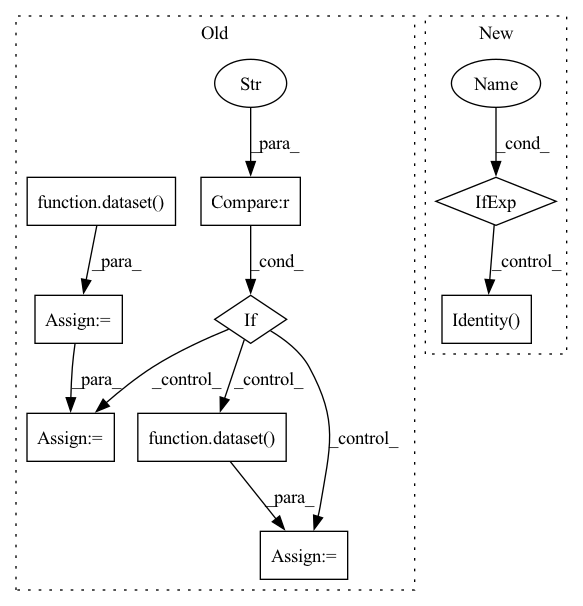 Old
New
Str
Name
_para_
_cond_
function.dataset()
Compare:r
IfExp
_para_
_cond_
_control_
Assign:=
If
Identity()
_para_
_control_
_control_
_control_
Assign:=
function.dataset()
_para_
Assign:=